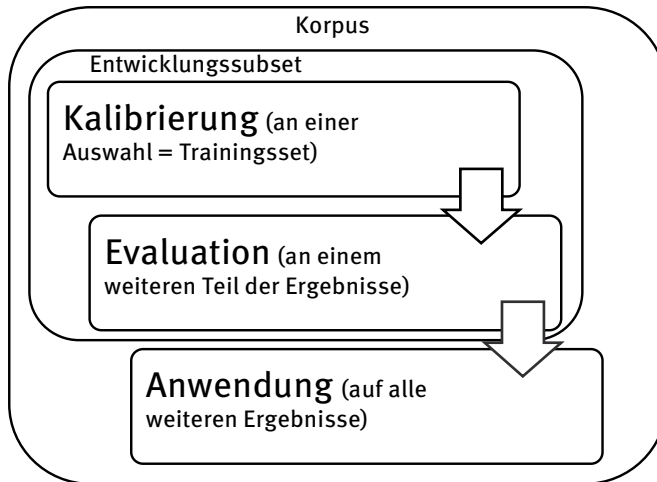 Korpus
Entwicklungssubset
Kalibrierung (an einer
Auswahl = Trainingsset)
Evaluation (an einem
weiteren Teil der Ergebnisse)
Anwendung (auf alle
weiteren Ergebnisse)